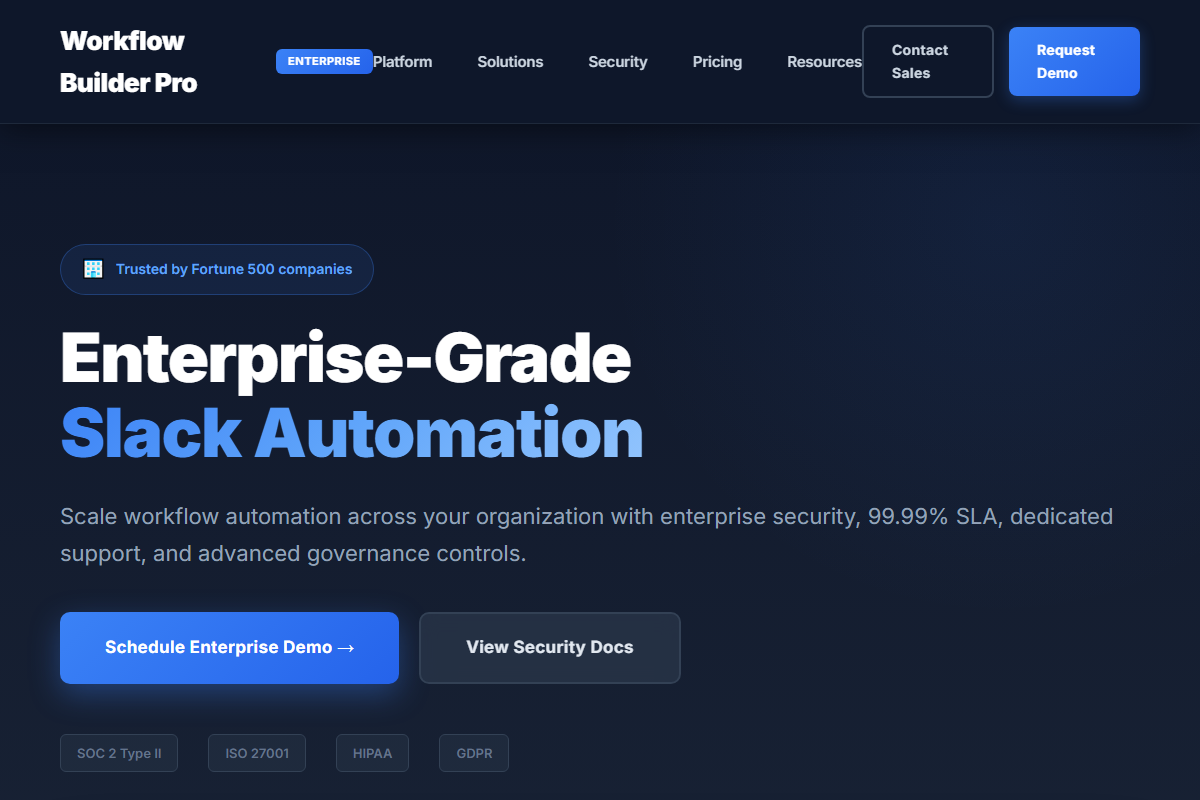 Workflow
Builder Pro
ENTERPRISE
Platform
Solutions
Security
Pricing
Resources
Contact
Sales
Request
Demo
Trusted by Fortune 500 companies
Enterprise-Grade
Slack Automation
Scale workflow automation across your organization with enterprise security, 99.99% SLA, dedicated
support, and advanced governance controls.
Schedule Enterprise Demo →
View Security Docs
SOC 2 Type II
ISO 27001
HIPAA
GDPR